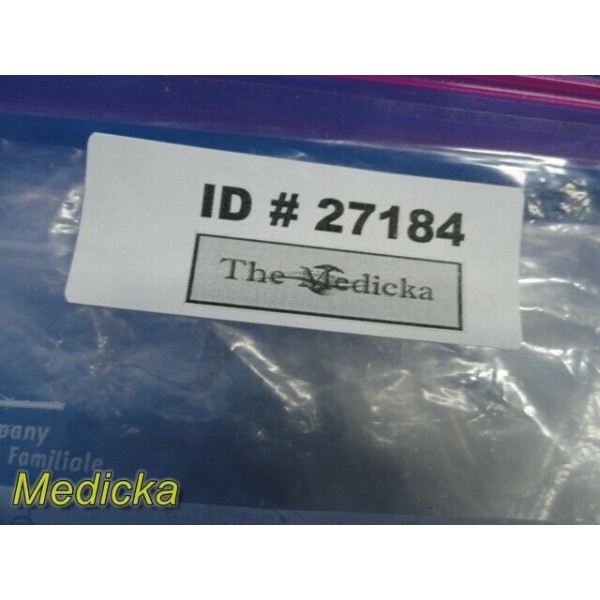 ID # 27184
The Medicka
pany
Familiale
Medicka